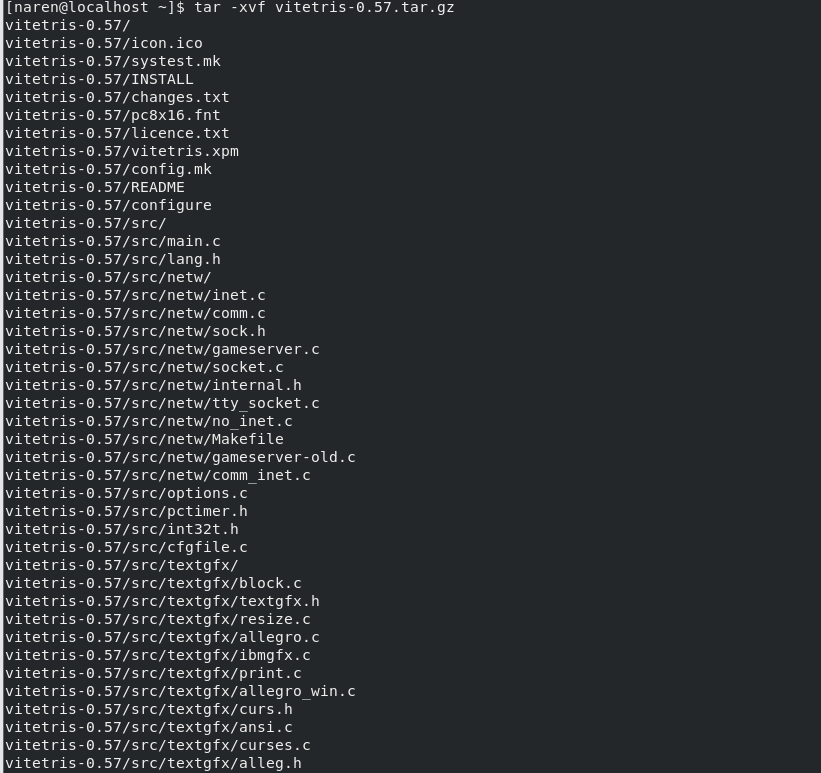 [naren@localhost ~]$ tar -xvf vitetris-0.57.tar.gz
vitetris-0.57/
vitetris-0.57/icon.ico
vitetris-0.57/systest.mk
vitetris-0.57/INSTALL
vitetris-0.57/changes.txt
vitetris-0.57/pc8x16.fnt
vitetris-0.57/licence.txt
vitetris-0.57/vitetris.xpm
vitetris-0.57/config.mk
vitetris-0.57/README
vitetris-0.57/configure
vitetris-0.57/src/
vitetris-0.57/src/main.c
vitetris-0.57/src/lang.h
vitetris-0.57/src/netw/
vitetris-0.57/src/netw/inet.c
vitetris-0.57/src/netw/comm.c
vitetris-0.57/src/netw/sock.h
vitetris-0.57/src/netw/gameserver.c
vitetris-0.57/src/netw/socket.c
vitetris-0.57/src/netw/internal.h
vitetris-0.57/src/netw/tty_socket.c
vitetris-0.57/src/netw/no_inet.c
vitetris-0.57/src/netw/Makefile
vitetris-0.57/src/netw/gameserver-old.c
vitetris-0.57/src/netw/comm_inet.c
vitetris-0.57/src/options.c
vitetris-0.57/src/pctimer.h
vitetris-0.57/src/int32t.h
vitetris-0.57/src/cfgfile.c
vitetris-0.57/src/textgfx/
vitetris-0.57/src/textgfx/block.c
vitetris-0.57/src/textgfx/textgfx.h
vitetris-0.57/src/textgfx/resize.c
vitetris-0.57/src/textgfx/allegro.c
vitetris-0.57/src/textgfx/ibmgfx.c
vitetris-0.57/src/textgfx/print.c
vitetris-0.57/src/textgfx/allegro_win.c
vitetris-0.57/src/textgfx/curs.h
vitetris-0.57/src/textgfx/ansi.c
vitetris-0.57/src/textgfx/curses.c
vitetris-0.57/src/textgfx/alleg.h